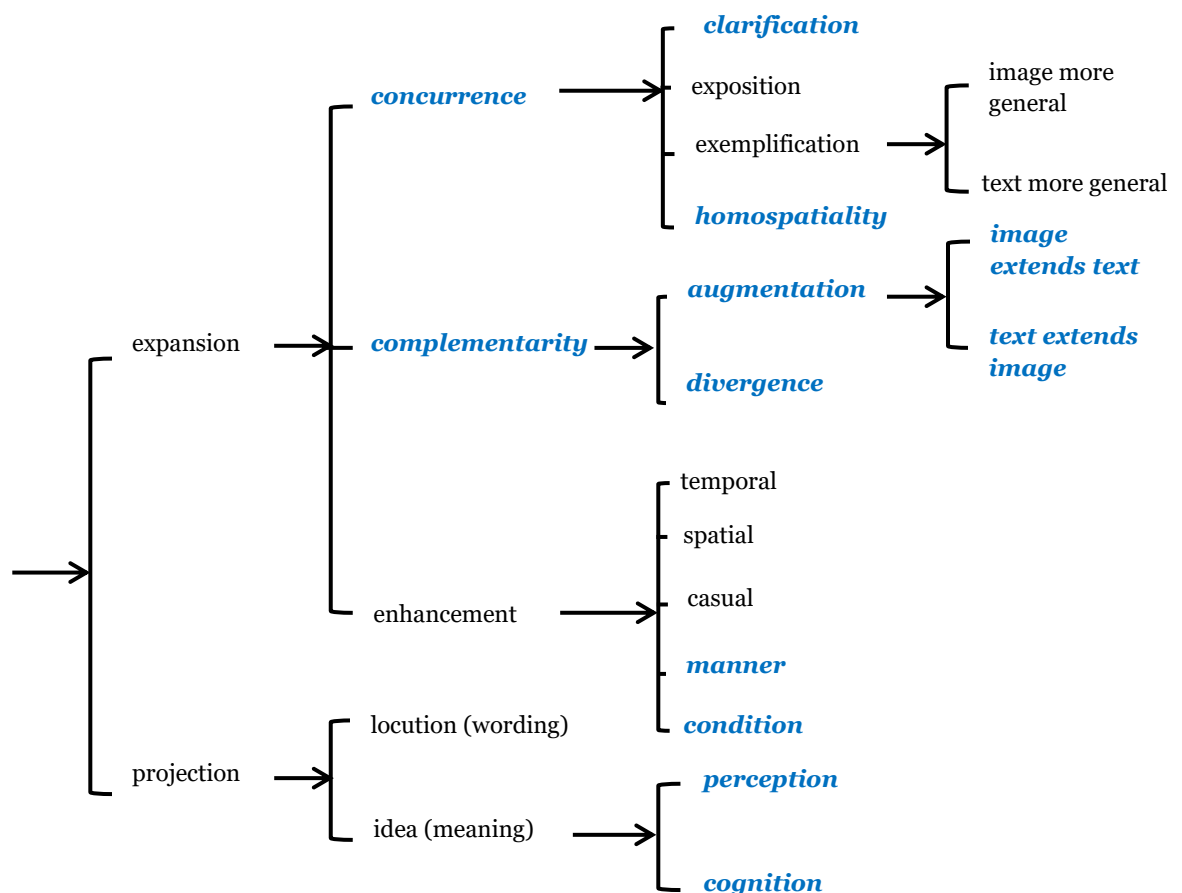 clarification
concurrence
exposition
image more
general
exemplification
text more general
homospatiality
image
extends text
augmentation
expansion
complementarity
text extends
image
divergence
temporal
spatial
casual
enhancement
manner
locution (wording)
condition
projection
perception
idea (meaning)
cognition